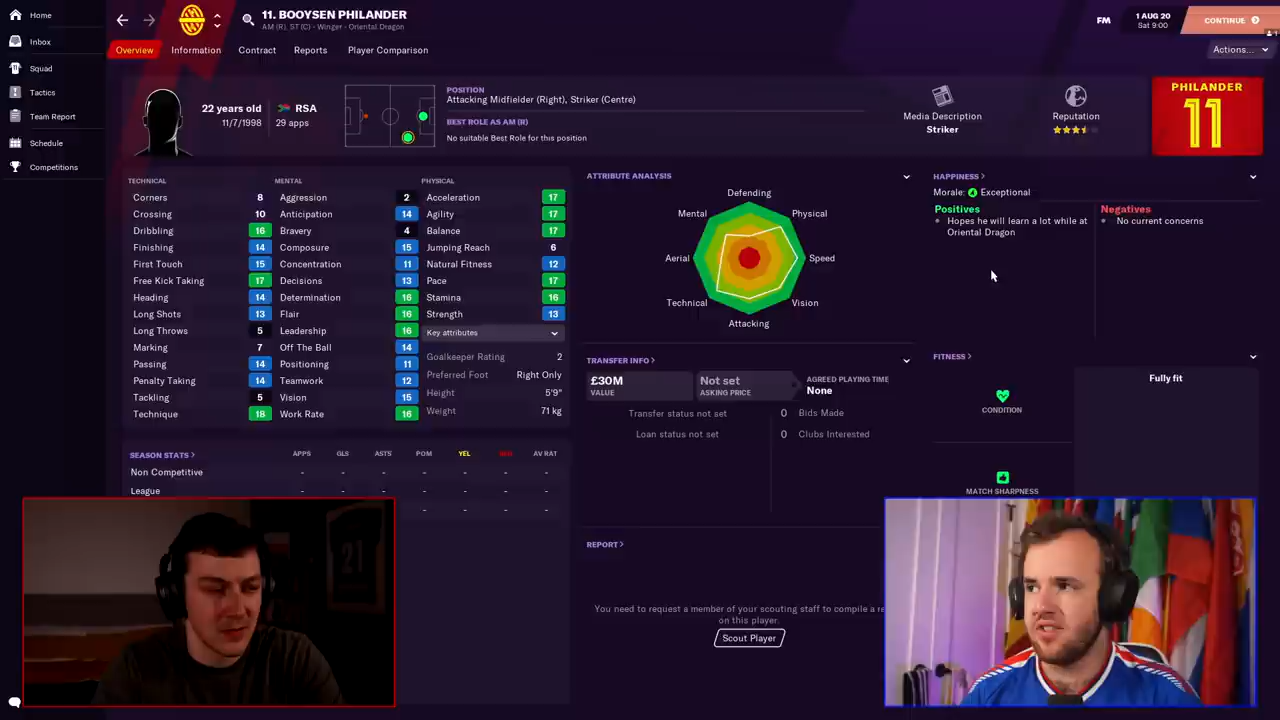 Home
Inbox
Squad
Tactics
Team Report
Schedule
Competitions
11. BOOYSEN PHILANDER
AM (R), ST (C) - Winger - Oriental Dragon
FM
1 AUG 20
Sat 9:00
CONTINUE
1
Overview
Information
Contract
Reports
Player Comparison
Actions...
22 years old
11/7/1998
RSA
29 apps
POSITION
Attacking Midfielder (Right), Striker (Centre)
BEST ROLE AS AM (R)
No suitable Best Role for this position
Media Description
Striker
Reputation
PHILANDER
11
TECHNICAL
Corners 8
Crossing 10
Dribbling 16
Finishing 14
First Touch 15
Free Kick Taking 17
Heading 14
Long Shots 13
Long Throws 5
Marking 7
Passing 14
Penalty Taking 14
Tackling 5
Technique 18
MENTAL
Aggression 2
Anticipation 14
Bravery 4
Composure 15
Concentration 11
Decisions 13
Determination 16
Flair 16
Leadership 16
Off The Ball 14
Positioning 11
Teamwork 12
Vision 15
Work Rate 16
PHYSICAL
Acceleration 17
Agility 17
Balance 17
Jumping Reach 6
Natural Fitness 12
Pace 17
Stamina 16
Strength 13
Key attributes
Goalkeeper Rating 2
Preferred Foot Right Only
Height 5'9"
Weight 71 kg
ATTRIBUTE ANALYSIS
Defending
Mental
Physical
Aerial
Speed
Technical
Vision
Attacking
HAPPINESS
Morale: Exceptional
Positives
Hopes he will learn a lot while at
Oriental Dragon
Negatives
No current concerns
TRANSFER INFO
£30M
VALUE
Not set
ASKING PRICE
AGREED PLAYING TIME
None
Transfer status not set
0 Bids Made
Loan status not set
0 Clubs Interested
FITNESS
CONDITION
Fully fit
MATCH SHARPNESS
SEASON STATS
APPS GLS ASTS POM YEL RED AV RAT
Non Competitive - - - - - - -
League - - - - - - -
- - - - - -
REPORT
You need to request a member of your scouting staff to compile a re
on this player.
Scout Player
21